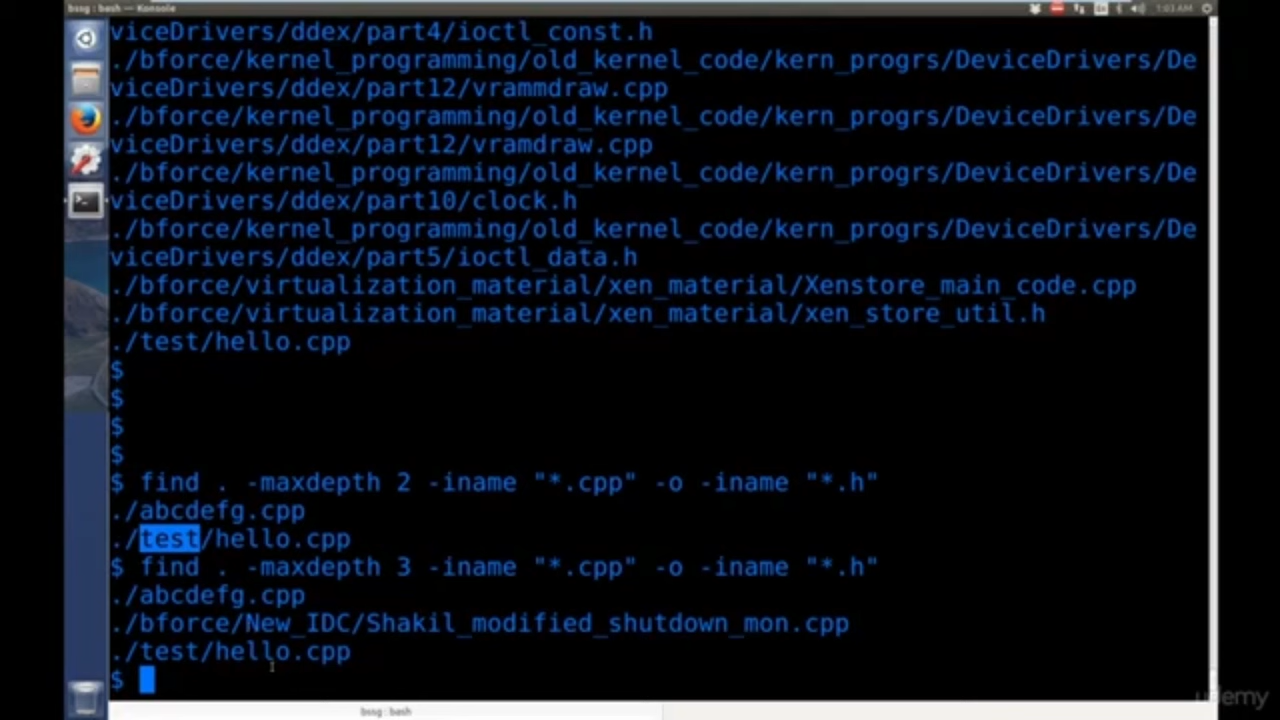 bssg : bash — Konsole
1:03 AM
viceDrivers/ddex/part4/ioctl_const.h
./bforce/kernel_programming/old_kernel_code/kern_progrs/DeviceDrivers/De
viceDrivers/ddex/part12/vrammdraw.cpp
./bforce/kernel_programming/old_kernel_code/kern_progrs/DeviceDrivers/De
viceDrivers/ddex/part12/vramdraw.cpp
./bforce/kernel_programming/old_kernel_code/kern_progrs/DeviceDrivers/De
viceDrivers/ddex/part10/clock.h
./bforce/kernel_programming/old_kernel_code/kern_progrs/DeviceDrivers/De
viceDrivers/ddex/part5/ioctl_data.h
./bforce/virtualization_material/xen_material/Xenstore_main_code.cpp
./bforce/virtualization_material/xen_material/xen_store_util.h
./test/hello.cpp
$
$
$
$
$ find . -maxdepth 2 -iname "*.cpp" -o -iname "*.h"
./abcdefg.cpp
./test/hello.cpp
$ find . -maxdepth 3 -iname "*.cpp" -o -iname "*.h"
./abcdefg.cpp
./bforce/New_IDC/Shakil_modified_shutdown_mon.cpp
./test/hello.cpp
$
bssg : bash
udemy